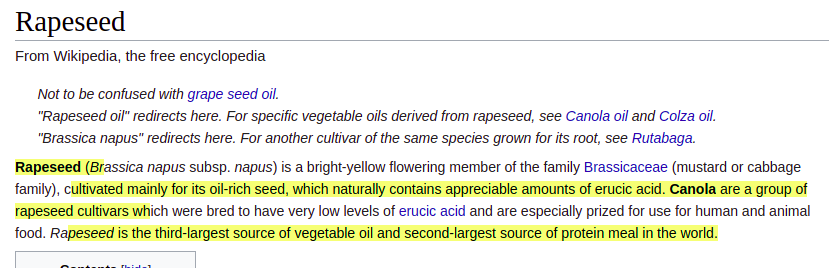 Rapeseed
From Wikipedia, the free encyclopedia
Not to be confused with grape seed oil.
"Rapeseed oil" redirects here. For specific vegetable oils derived from rapeseed, see Canola oil and Colza oil.
"Brassica napus" redirects here. For another cultivar of the same species grown for its root, see Rutabaga.
Rapeseed (Brassica napus subsp. napus) is a bright-yellow flowering member of the family Brassicaceae (mustard or cabbage
family), cultivated mainly for its oil-rich seed, which naturally contains appreciable amounts of erucic acid. Canola are a group of
rapeseed cultivars which were bred to have very low levels of erucic acid and are especially prized for use for human and animal
food. Rapeseed is the third-largest source of vegetable oil and second-largest source of protein meal in the world.
Contents [hide]